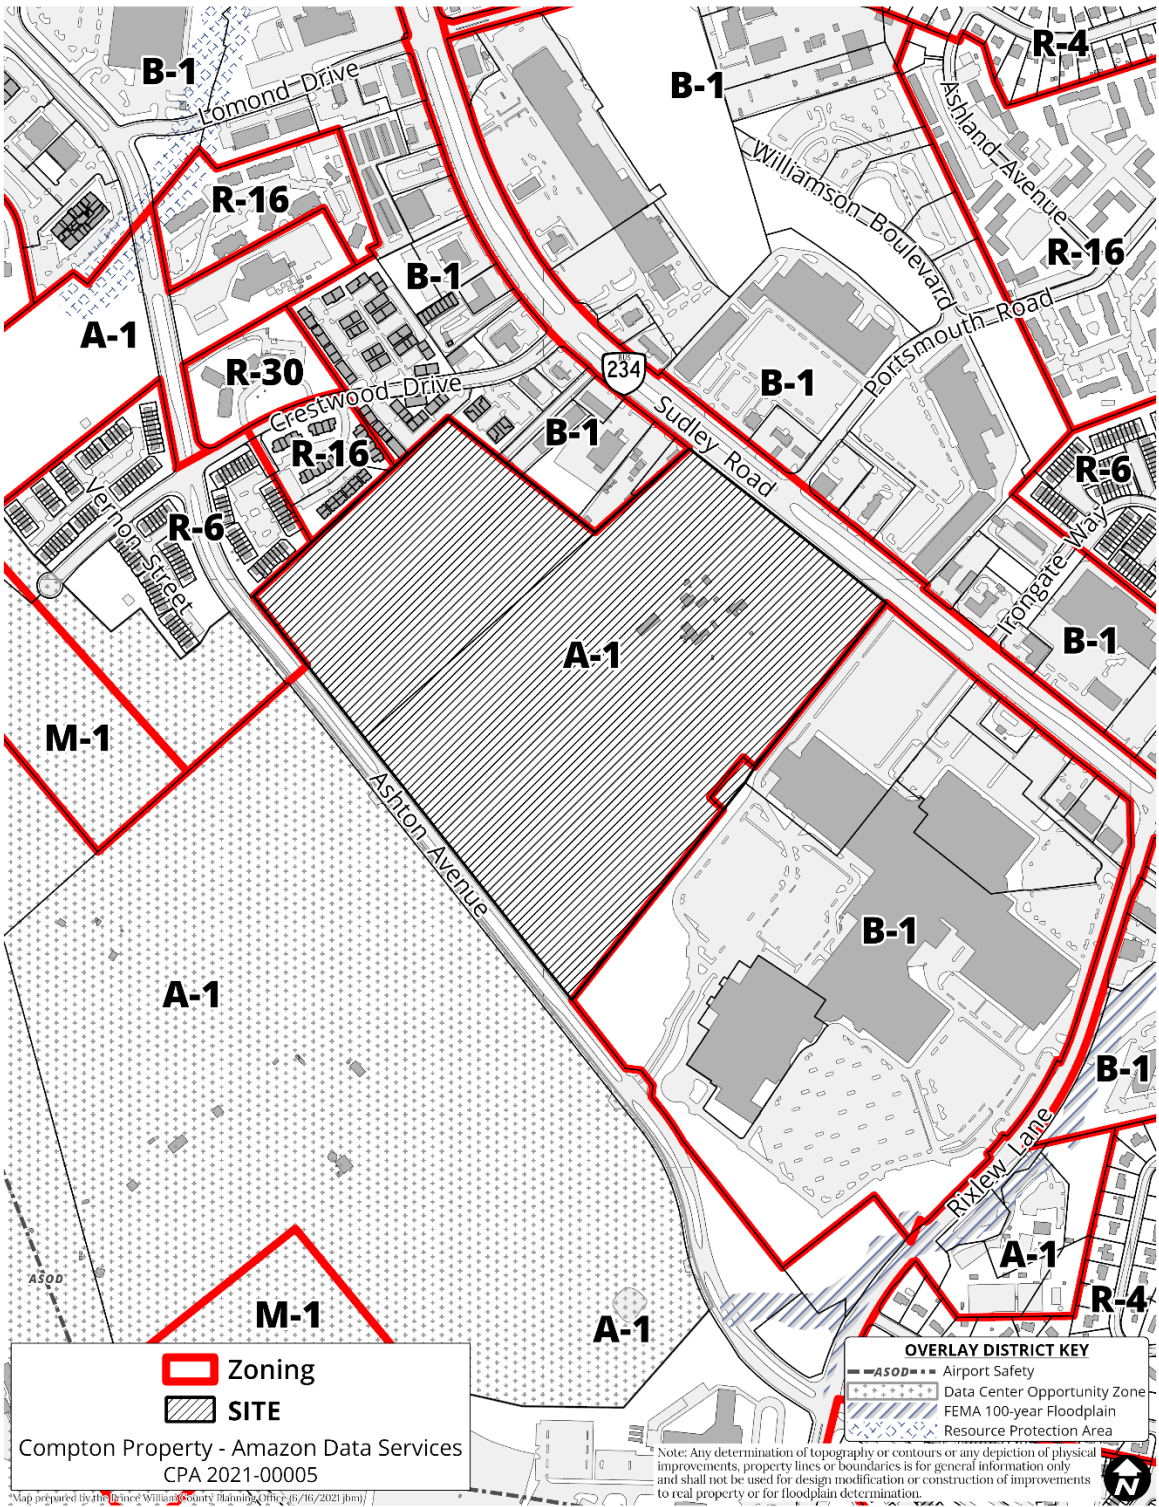 R-4
B-1
B-1
Lomond Drive
Ashland Avenue
Williamson Boulevard
R-16
R-16
B-1
Portsmouth Road
A-1
BUS
234
R-30
B-1
Crestwood Drive
Sudley Road
B-1
R-16
R-6
Vernon Street
R-6
Irongate Way
B-1
A-1
M-1
Ashton Avenue
B-1
A-1
B-1
Rixlew Lane
A-1
ASOD
R-4
M-1
A-1
Zoning
SITE
Compton Property - Amazon Data Services
CPA 2021-00005
Map prepared by the Prince William County Planning Office (6/16/2021 jbm)
OVERLAY DISTRICT KEY
ASOD Airport Safety
Data Center Opportunity Zone
FEMA 100-year Floodplain
Resource Protection Area
Note: Any determination of topography or contours or any depiction of physical
improvements, property lines or boundaries is for general information only
and shall not be used for design modification or construction of improvements
to real property or for floodplain determination.
N